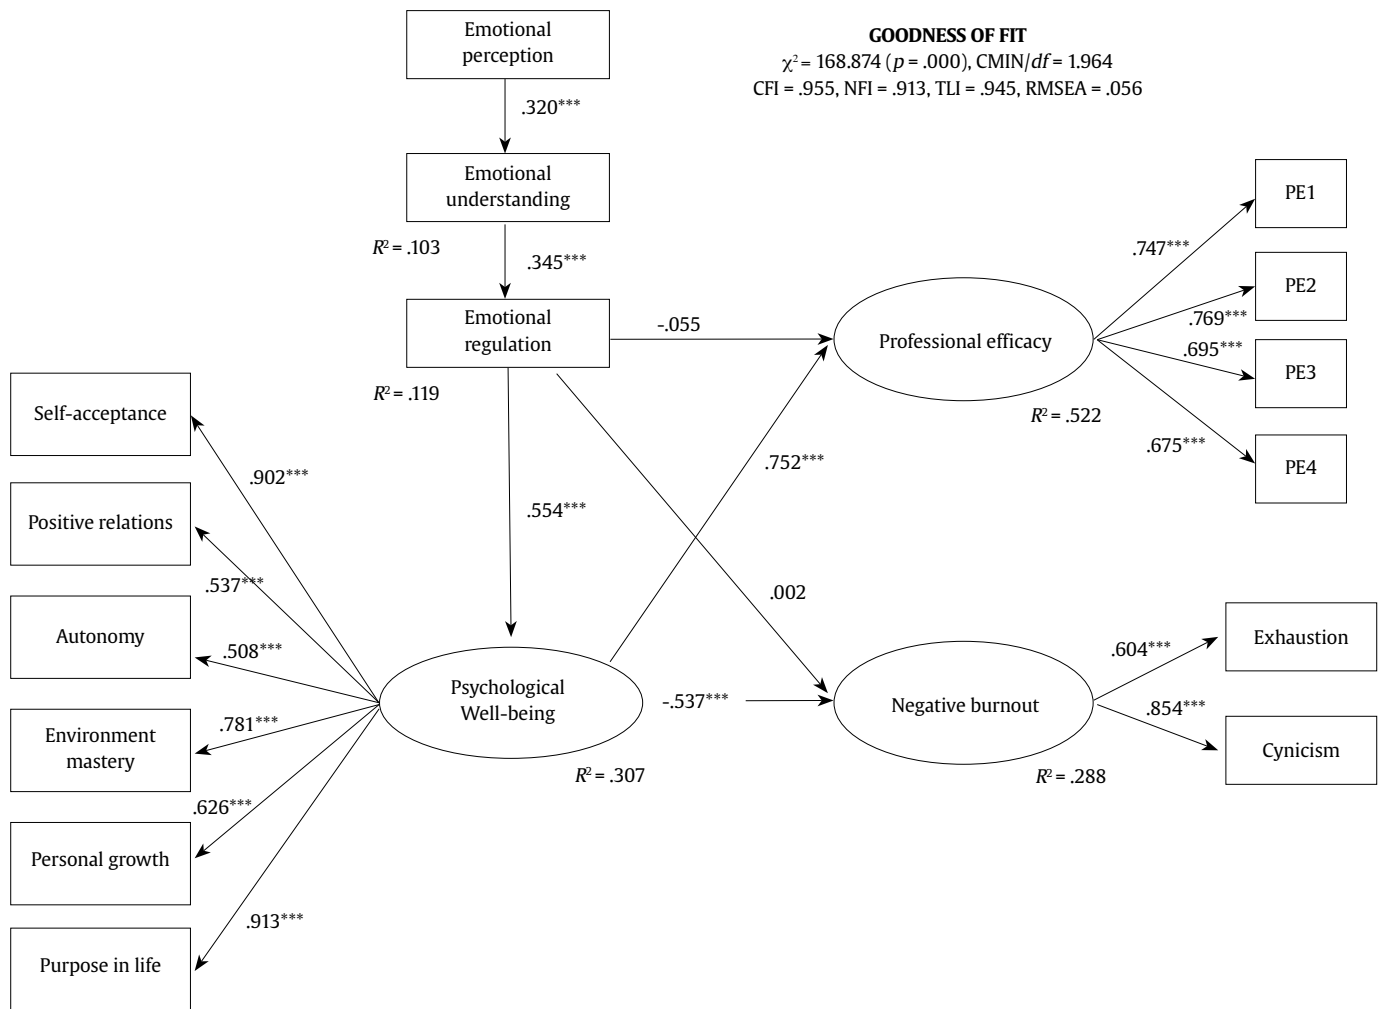 Emotional
perception
GOODNESS OF FIT
χ² = 168.874 (p = .000), CMIN/df = 1.964
CFI = .955, NFI = .913, TLI = .945, RMSEA = .056
.320***
Emotional
understanding
R² = .103
.345***
Emotional
regulation
R² = .119
-.055
Professional efficacy
R² = .522
.747***
PE1
.769***
PE2
.695***
PE3
.675***
PE4
.554***
.752***
.002
Self-acceptance
.902***
Positive relations
.537***
Autonomy
.508***
Environment
mastery
.781***
Personal growth
.626***
Purpose in life
.913***
Psychological
Well-being
R² = .307
-.537***
Negative burnout
R² = .288
.604***
Exhaustion
.854***
Cynicism